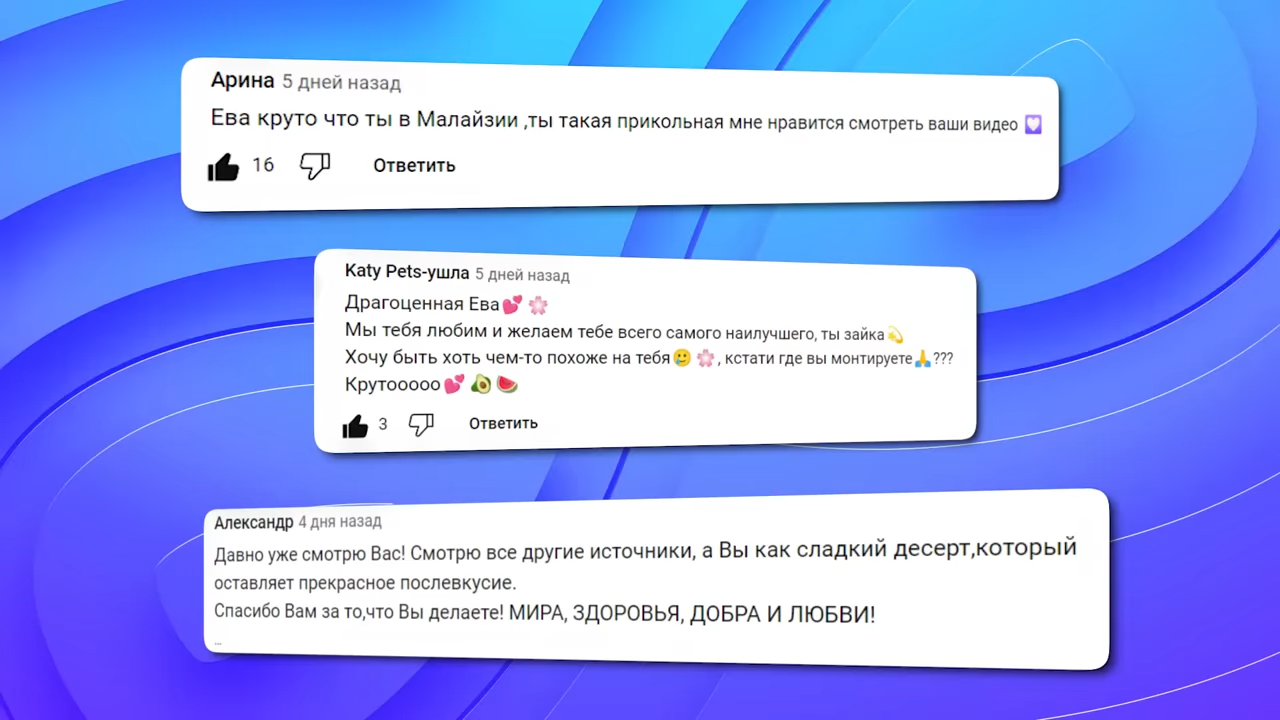 Арина 5 дней назад
Ева круто что ты в Малайзии ,ты такая прикольная мне нравится смотреть ваши видео 💟
16 Ответить
Katy Pets-ушла 5 дней назад
Драгоценная Ева💕🌸
Мы тебя любим и желаем тебе всего самого наилучшего, ты зайка💫
Хочу быть хоть чем-то похоже на тебя🥲🌸, кстати где вы монтируете🙏???
Крутооооо💕🥑🍉
3 Ответить
Александр 4 дня назад
Давно уже смотрю Вас! Смотрю все другие источники, а Вы как сладкий десерт,который
оставляет прекрасное послевкусие.
Спасибо Вам за то,что Вы делаете! МИРА, ЗДОРОВЬЯ, ДОБРА И ЛЮБВИ!
...